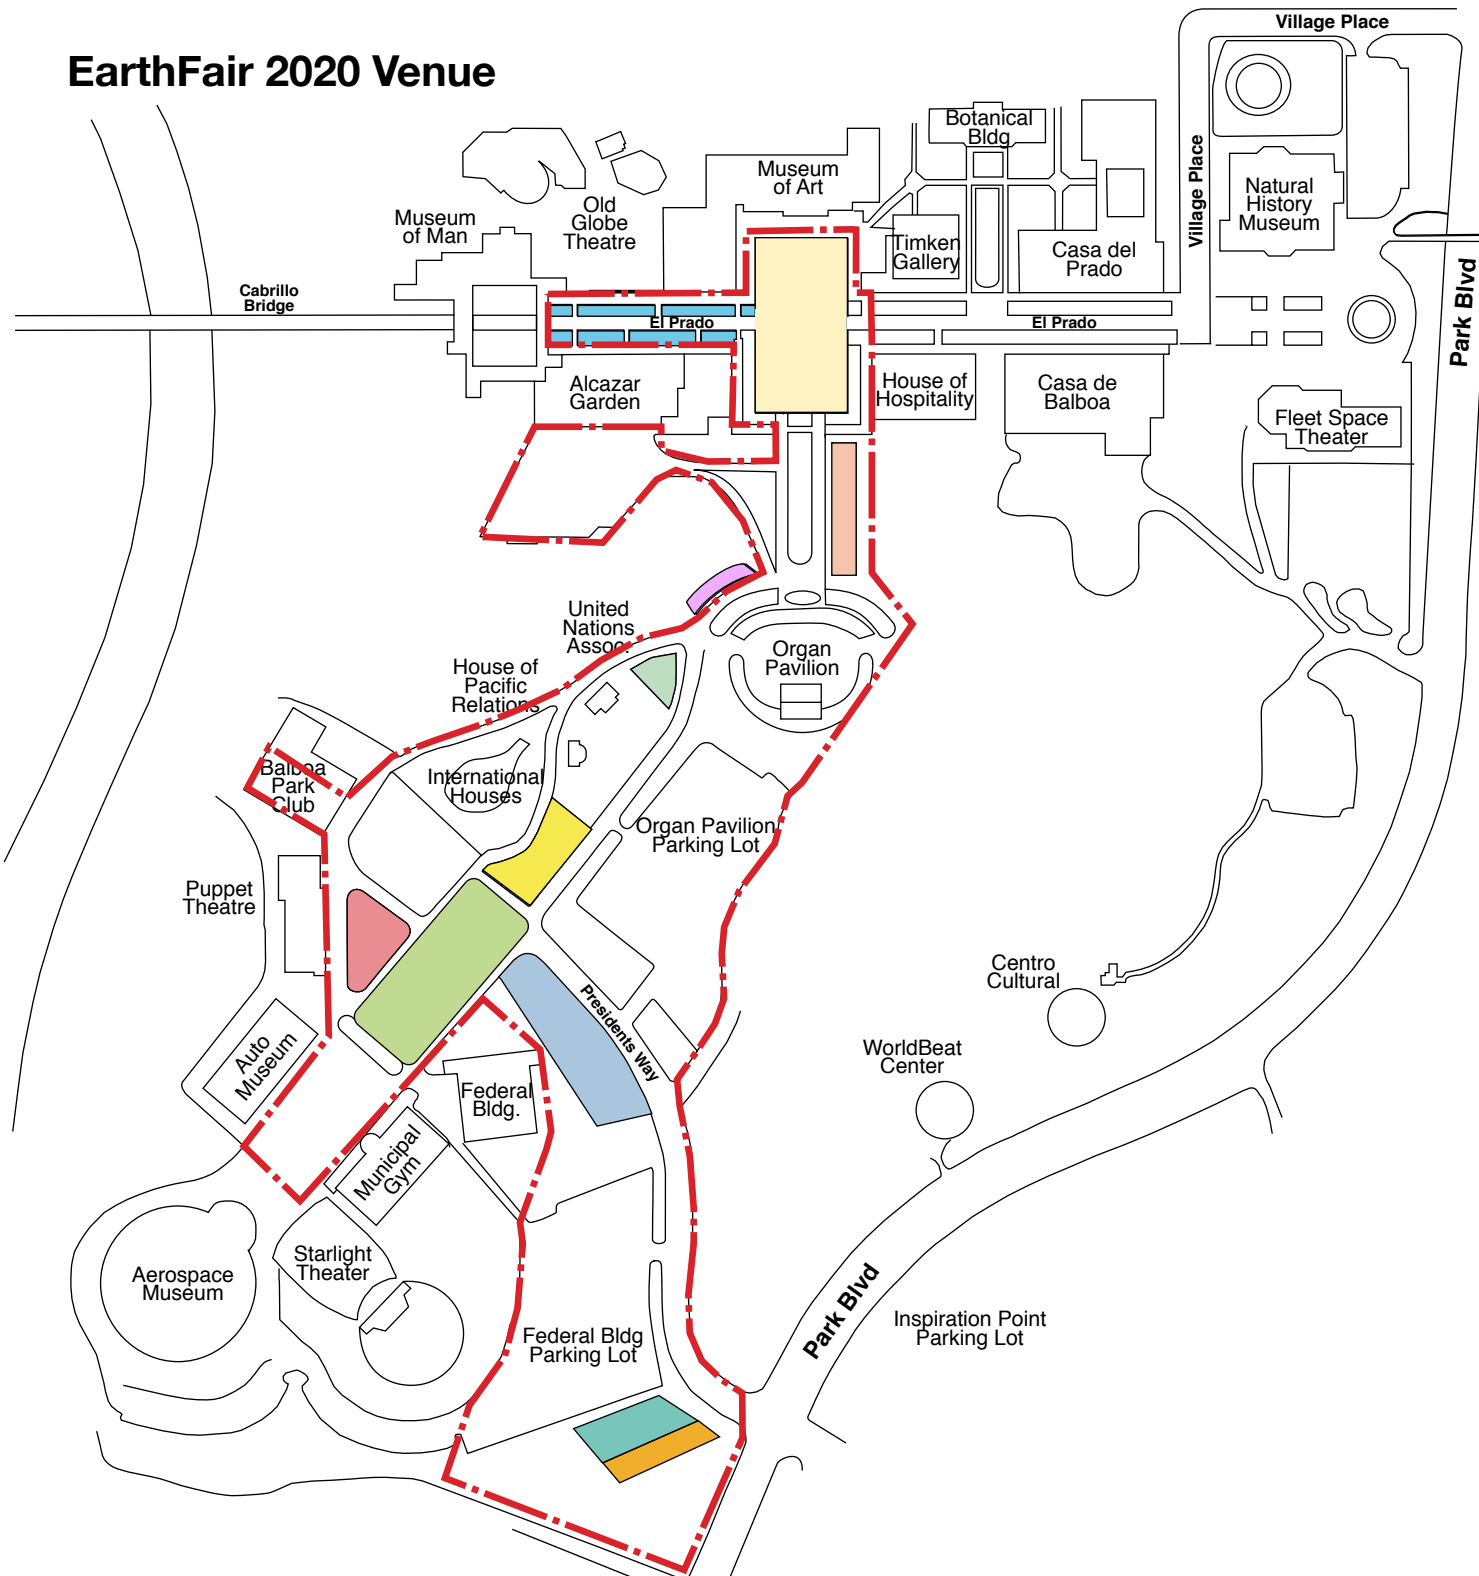 Village Place
EarthFair 2020 Venue
Botanical
Bldg
Museum
of Art
Village Place
Natural
History
Museum
Old
Globe
Theatre
Museum
of Man
Timken
Gallery
Casa del
Prado
Park Blvd
Cabrillo
Bridge
El Prado
El Prado
Alcazar
Garden
House of
Hospitality
Casa de
Balboa
Fleet Space
Theater
United
Nations
Assoc.
Organ
Pavilion
House of
Pacific
Relations
Balboa
Park
Club
International
Houses
Organ Pavilion
Parking Lot
Puppet
Theatre
Centro
Cultural
Presidents Way
Auto
Museum
WorldBeat
Center
Federal
Bldg.
Municipal
Gym
Starlight
Theater
Aerospace
Museum
Park Blvd
Inspiration Point
Parking Lot
Federal Bldg
Parking Lot